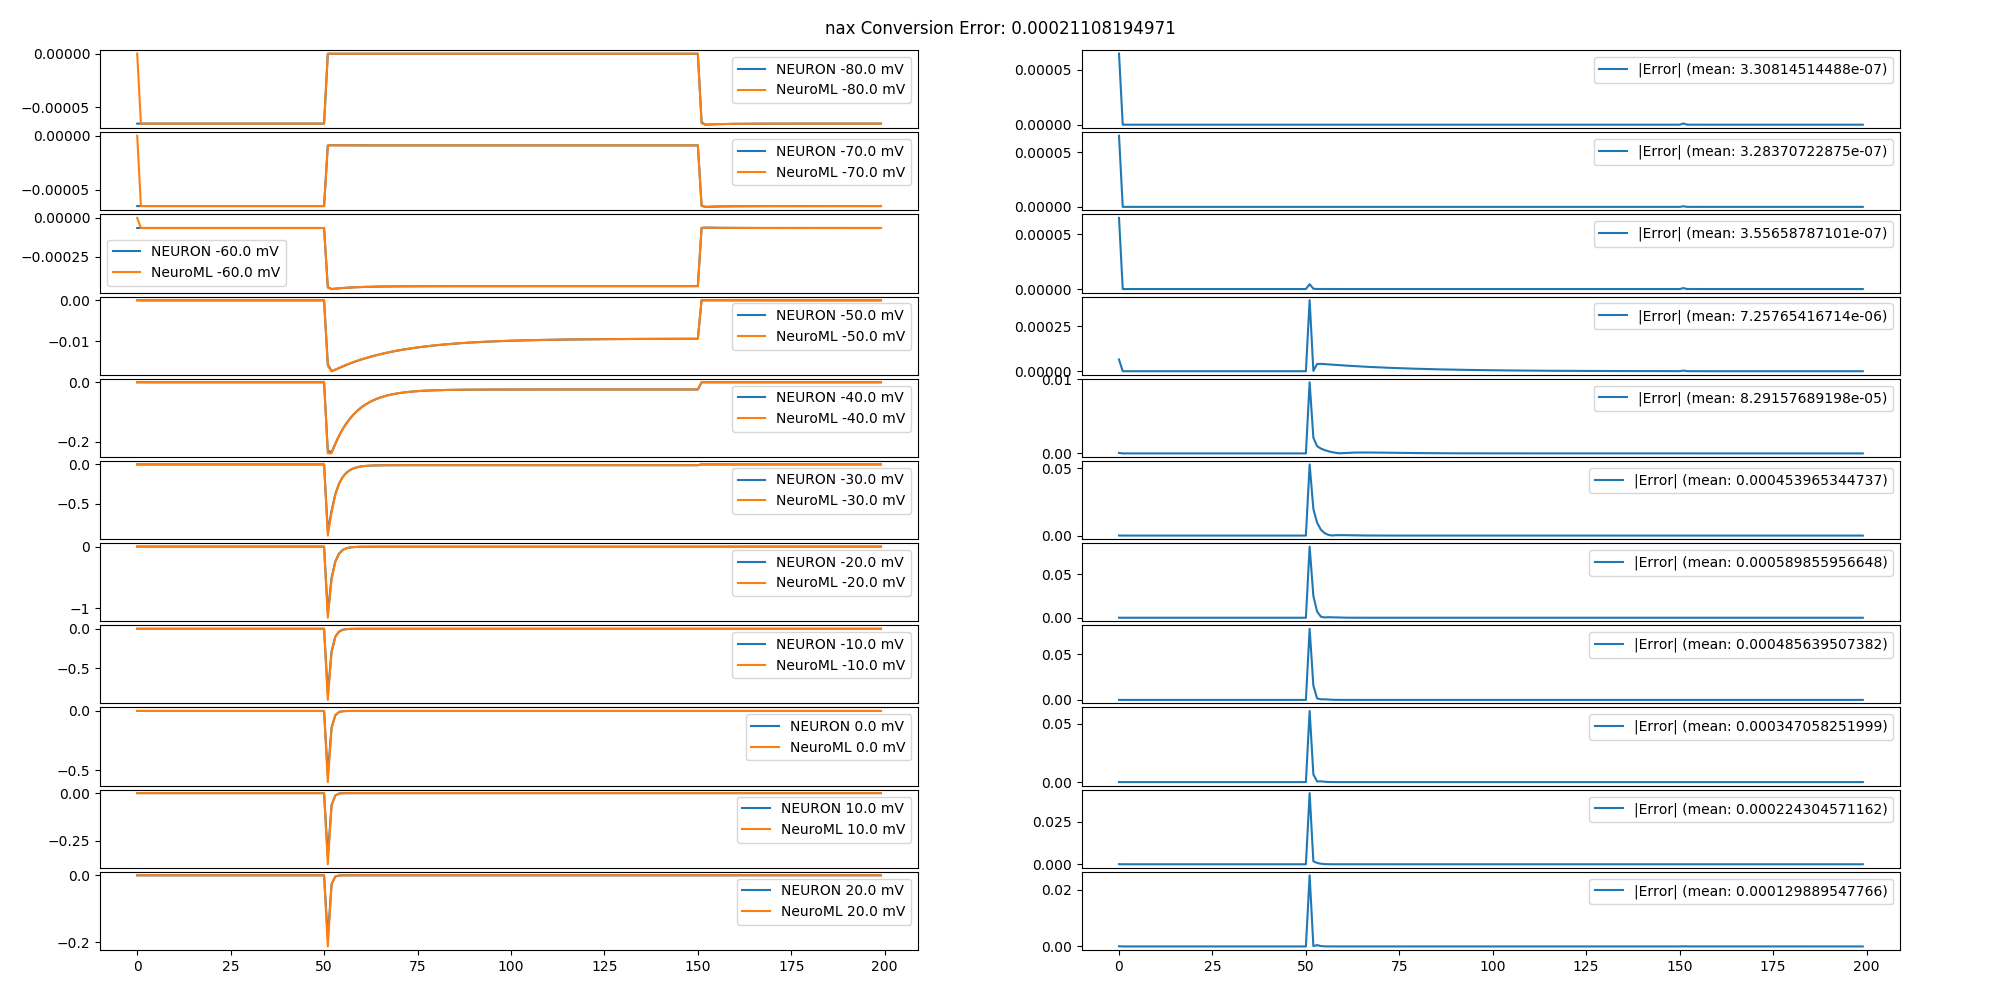 nax Conversion Error: 0.00021108194971
0.00000
−0.00005
NEURON -80.0 mV
NeuroML -80.0 mV
0.00005
0.00000
|Error| (mean: 3.30814514488e-07)
0.00000
−0.00005
NEURON -70.0 mV
NeuroML -70.0 mV
0.00005
0.00000
|Error| (mean: 3.28370722875e-07)
0.00000
−0.00025
NEURON -60.0 mV
NeuroML -60.0 mV
0.00005
0.00000
|Error| (mean: 3.55658787101e-07)
0.00
−0.01
NEURON -50.0 mV
NeuroML -50.0 mV
0.00025
0.00000
|Error| (mean: 7.25765416714e-06)
0.0
−0.2
NEURON -40.0 mV
NeuroML -40.0 mV
0.01
0.00
|Error| (mean: 8.29157689198e-05)
0.0
−0.5
NEURON -30.0 mV
NeuroML -30.0 mV
0.05
0.00
|Error| (mean: 0.000453965344737)
0
−1
NEURON -20.0 mV
NeuroML -20.0 mV
0.05
0.00
|Error| (mean: 0.000589855956648)
0.0
−0.5
NEURON -10.0 mV
NeuroML -10.0 mV
0.05
0.00
|Error| (mean: 0.000485639507382)
0.0
−0.5
NEURON 0.0 mV
NeuroML 0.0 mV
0.05
0.00
|Error| (mean: 0.000347058251999)
0.00
−0.25
NEURON 10.0 mV
NeuroML 10.0 mV
0.025
0.000
|Error| (mean: 0.000224304571162)
0.0
−0.2
NEURON 20.0 mV
NeuroML 20.0 mV
0.02
0.00
|Error| (mean: 0.000129889547766)
0 25 50 75 100 125 150 175 200
0 25 50 75 100 125 150 175 200